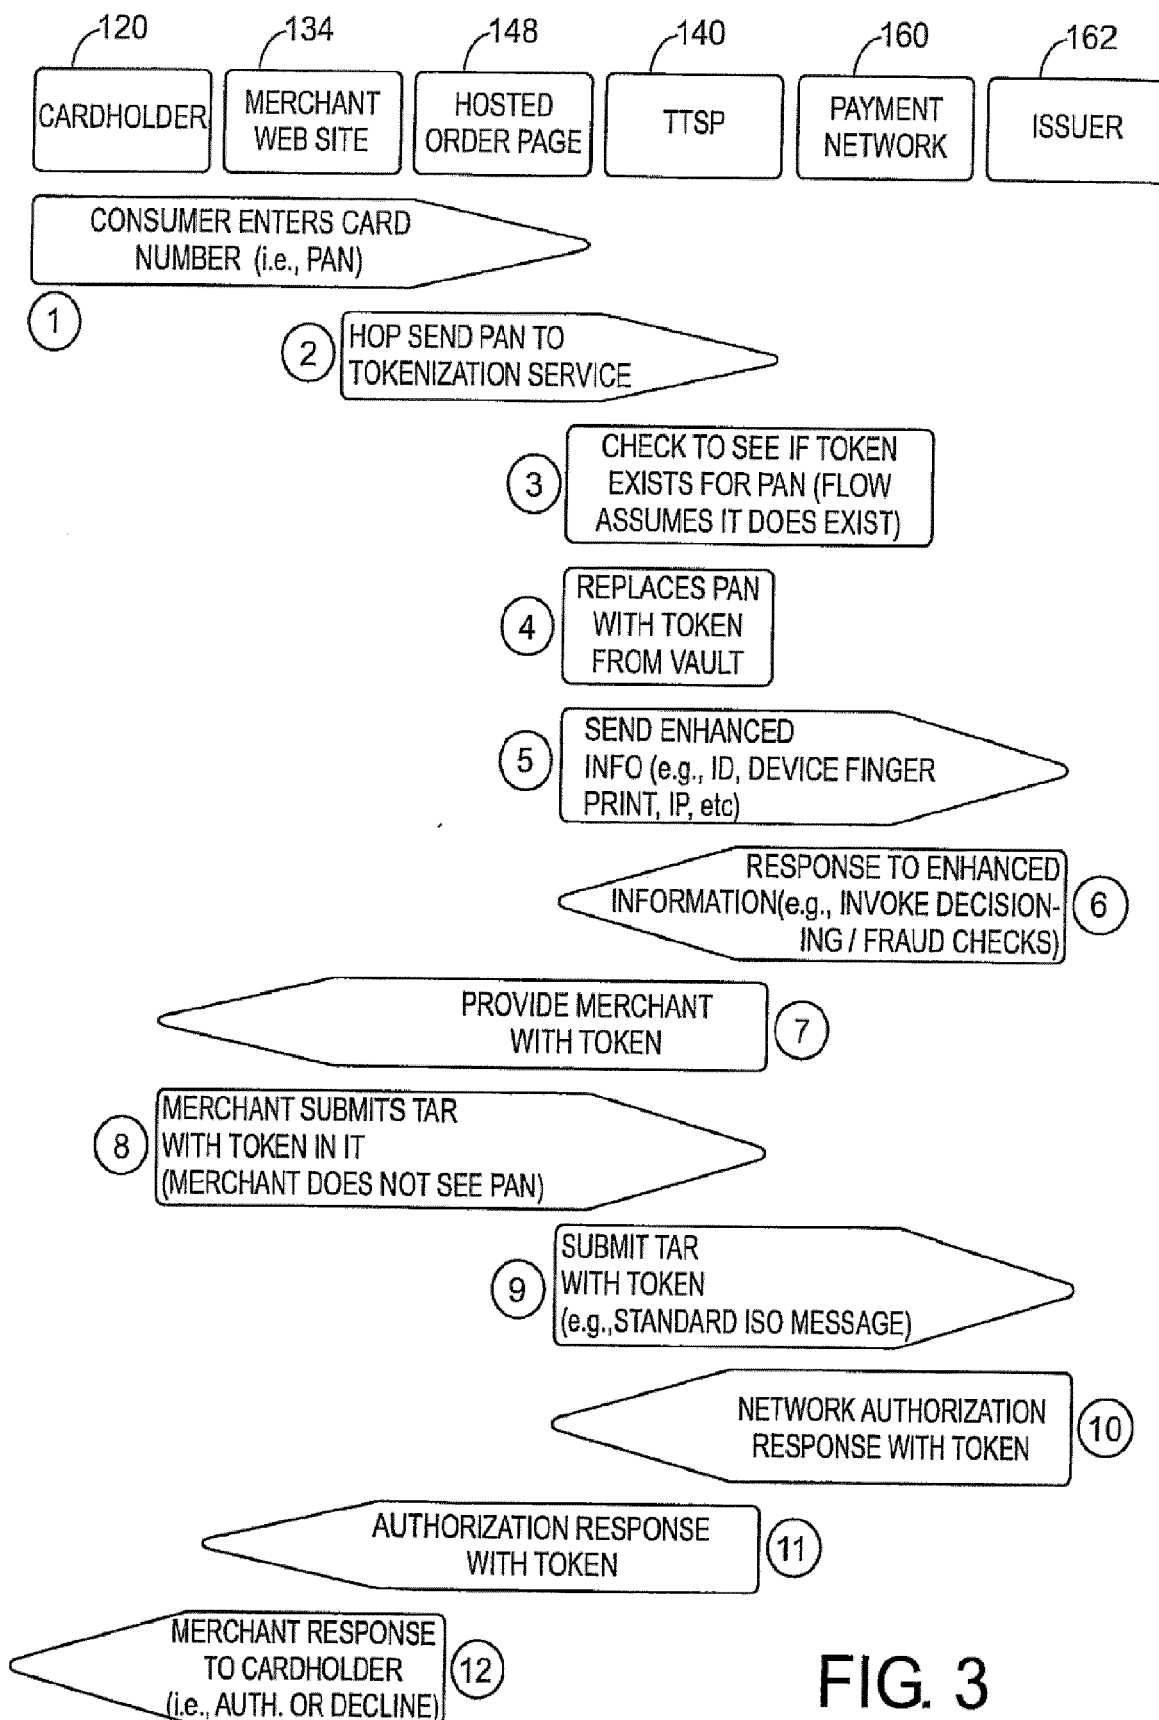 120 134 148 140 160 162
CARDHOLDER
MERCHANT
WEB SITE
HOSTED
ORDER PAGE
TTSP
PAYMENT
NETWORK
ISSUER
CONSUMER ENTERS CARD
NUMBER (i.e., PAN)
1
2
HOP SEND PAN TO
TOKENIZATION SERVICE
3
CHECK TO SEE IF TOKEN
EXISTS FOR PAN (FLOW
ASSUMES IT DOES EXIST)
4
REPLACES PAN
WITH TOKEN
FROM VAULT
5
SEND ENHANCED
INFO (e.g., ID, DEVICE FINGER
PRINT, IP, etc)
RESPONSE TO ENHANCED
INFORMATION(e.g., INVOKE DECISION-
ING / FRAUD CHECKS)
6
PROVIDE MERCHANT
WITH TOKEN
7
8
MERCHANT SUBMITS TAR
WITH TOKEN IN IT
(MERCHANT DOES NOT SEE PAN)
9
SUBMIT TAR
WITH TOKEN
(e.g.,STANDARD ISO MESSAGE)
NETWORK AUTHORIZATION
RESPONSE WITH TOKEN
10
AUTHORIZATION RESPONSE
WITH TOKEN
11
MERCHANT RESPONSE
TO CARDHOLDER
(i.e., AUTH. OR DECLINE)
12
FIG. 3